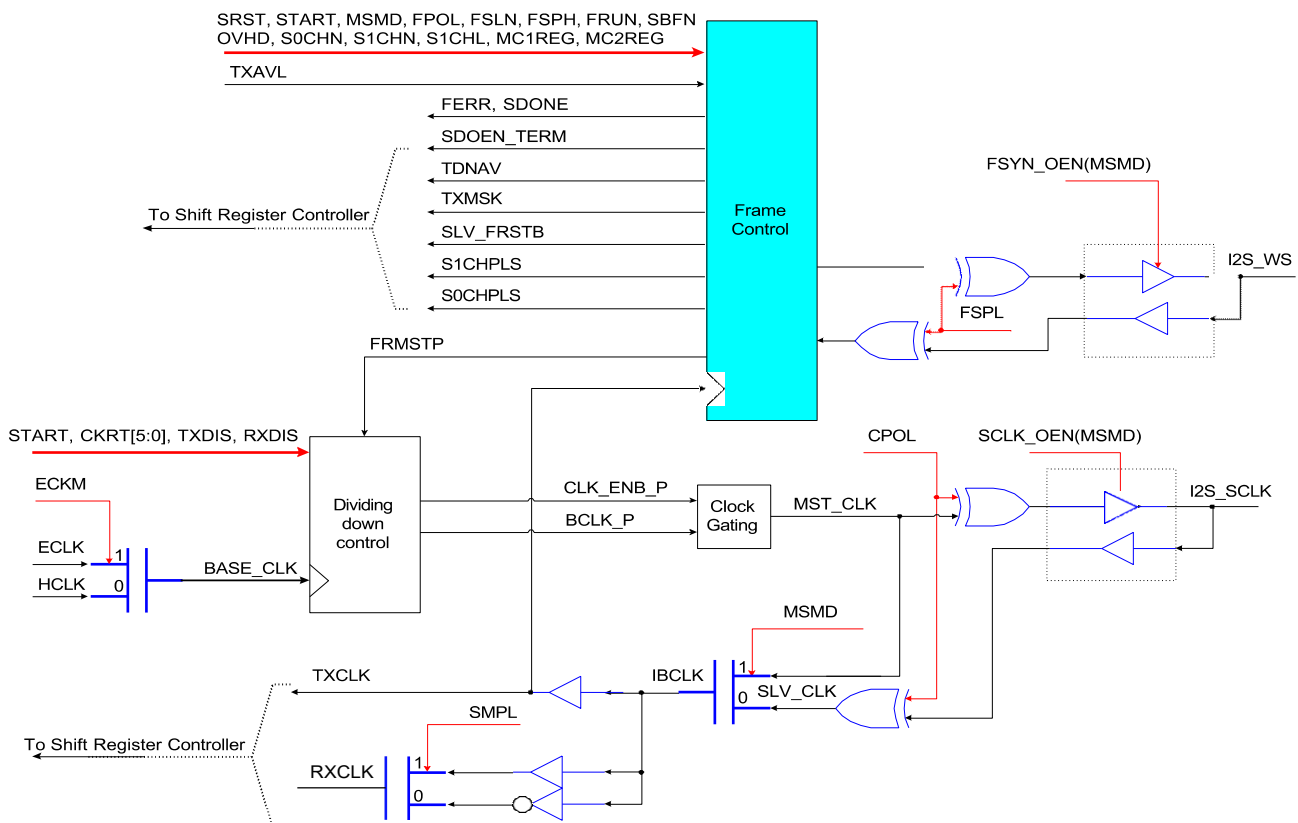 SRST, START, MSMD, FPOL, FSLN, FSPH, FRUN, SBFN
OVHD, S0CHN, S1CHN, S1CHL, MC1REG, MC2REG
TXAVL
FERR, SDONE
SDOEN_TERM
TDNAV
TXMSK
SLV_FRSTB
S1CHPLS
S0CHPLS
To Shift Register Controller
Frame
Control
FSYN_OEN(MSMD)
I2S_WS
FSPL
FRMSTP
START, CKRT[5:0], TXDIS, RXDIS
ECKM
ECLK
HCLK
1
0
BASE_CLK
Dividing
down
control
CLK_ENB_P
BCLK_P
Clock
Gating
MST_CLK
CPOL
SCLK_OEN(MSMD)
I2S_SCLK
MSMD
1
0
SLV_CLK
IBCLK
TXCLK
SMPL
To Shift Register Controller
RXCLK
1
0